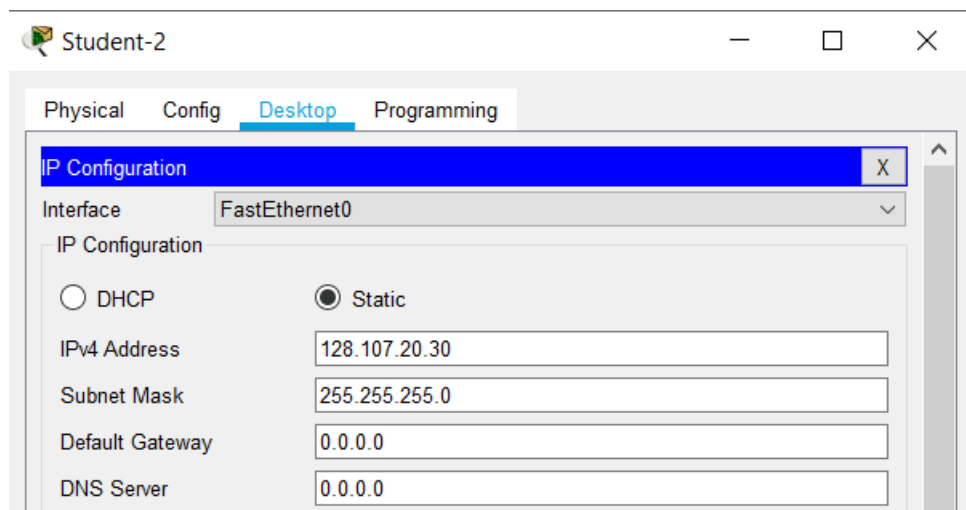 Student-2
Physical Config Desktop Programming
IP Configuration X
Interface FastEthernet0
IP Configuration
DHCP Static
IPv4 Address 128.107.20.30
Subnet Mask 255.255.255.0
Default Gateway 0.0.0.0
DNS Server 0.0.0.0